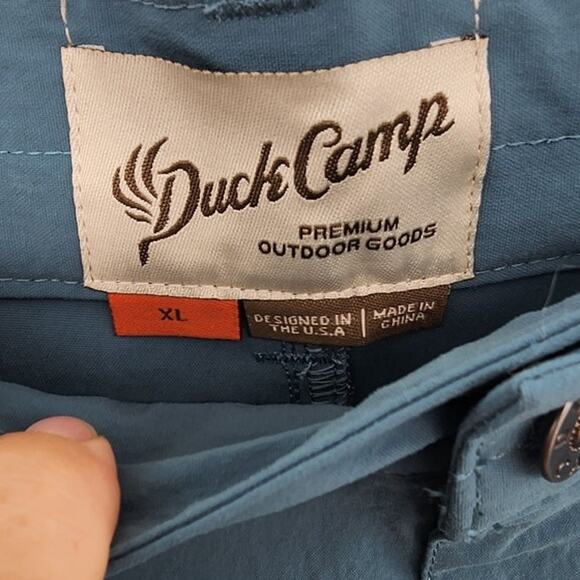 Duck Camp
PREMIUM
OUTDOOR GOODS
XL
DESIGNED IN
THE U.S.A
MADE IN
CHINA